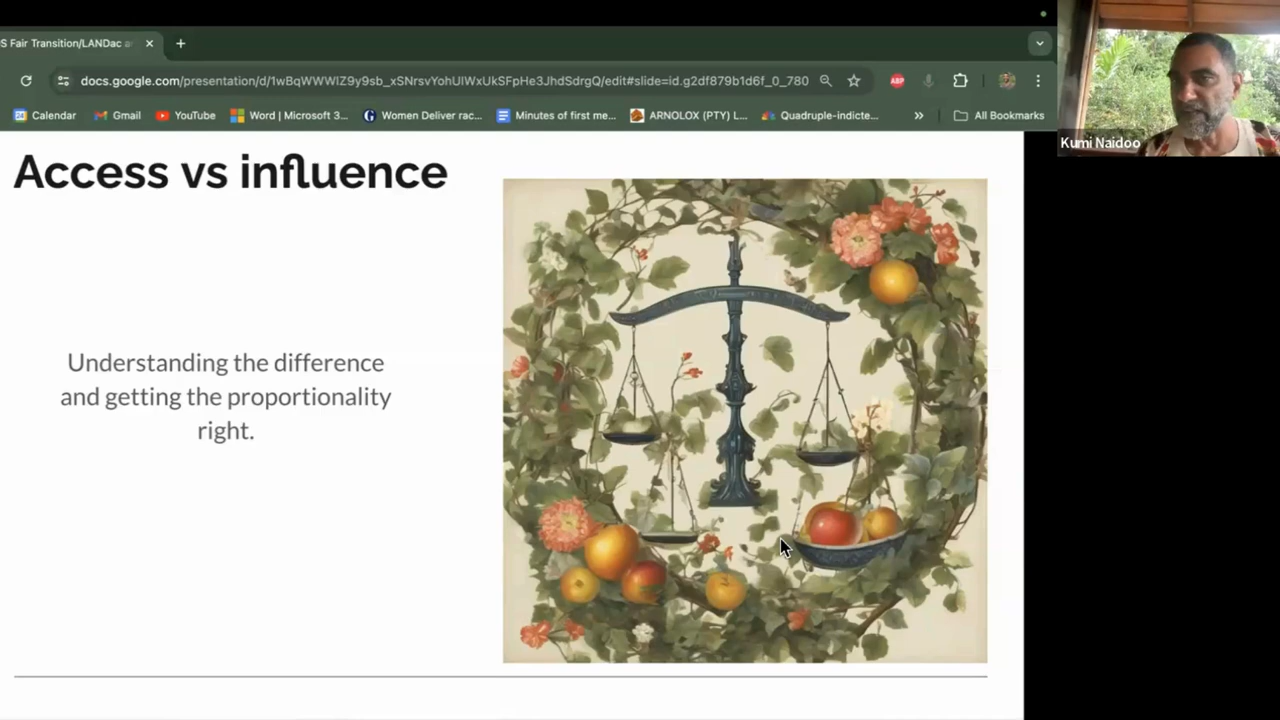 S Fair Transition/LANDac a
docs.google.com/presentation/d/1wBqWWWlZ9y9sb_xSNrsvYohUlWxUkSFpHe3JhdSdrgQ/edit#slide=id.g2df879b1d6f_0_780
Calendar
Gmail
YouTube
Word | Microsoft 3...
Women Deliver rac...
Minutes of first me...
ARNOLOX (PTY) L...
Quadruple-indicte...
All Bookmarks
ABP
Kumi Naidoo
Access vs influence
Understanding the difference
and getting the proportionality
right.